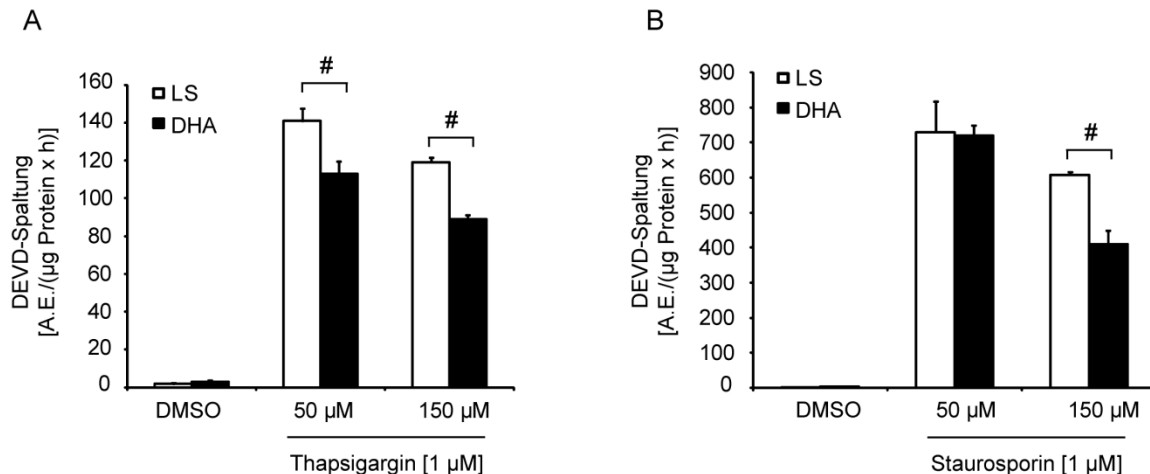 A
DEVD-Spaltung
[A.E./(µg Protein x h)]
160
140
120
100
80
60
40
20
0
LS
DHA
#
#
DMSO
50 µM
150 µM
Thapsigargin [1 µM]
B
DEVD-Spaltung
[A.E./(µg Protein x h)]
900
800
700
600
500
400
300
200
100
0
LS
DHA
#
DMSO
50 µM
150 µM
Staurosporin [1 µM]